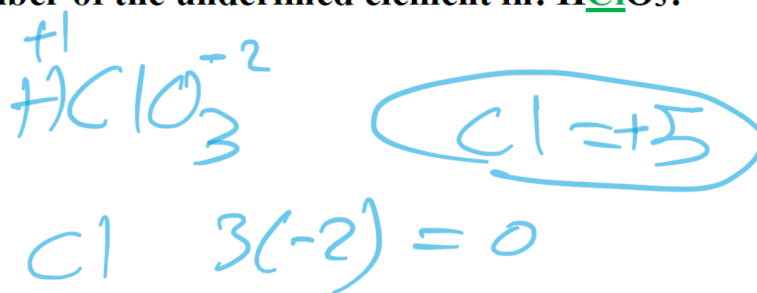 ber of the underlined element in: HClO₃?
+1 -2
HClO₃ Cl = +5
Cl 3(-2) = 0